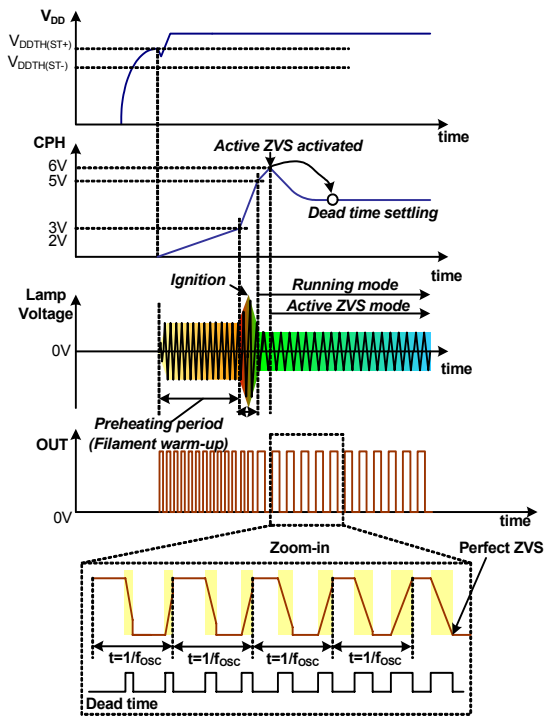 VDD
VDDTH(ST+)
VDDTH(ST-)
time
CPH
Active ZVS activated
6V
5V
Dead time settling
3V
2V
time
Ignition
Running mode
Lamp
Voltage
Active ZVS mode
0V
time
Preheating period
(Filament warm-up)
OUT
0V
time
Zoom-in
Perfect ZVS
t=1/fOSC
t=1/fOSC
t=1/fOSC
t=1/fOSC
Dead time